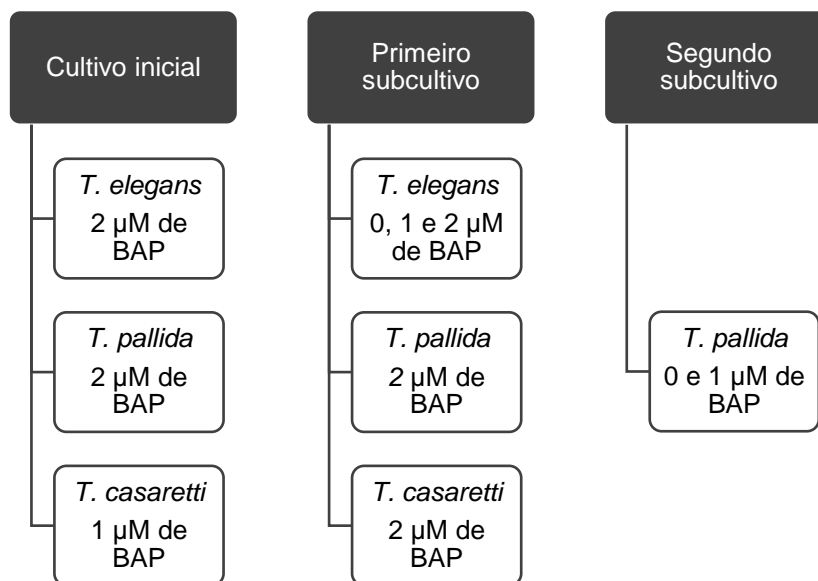 Cultivo inicial
T. elegans
2 µM de
BAP
T. pallida
2 µM de
BAP
T. casaretti
1 µM de
BAP
Primeiro
subcultivo
T. elegans
0, 1 e 2 µM
de BAP
T. pallida
2 µM de
BAP
T. casaretti
2 µM de
BAP
Segundo
subcultivo
T. pallida
0 e 1 µM de
BAP